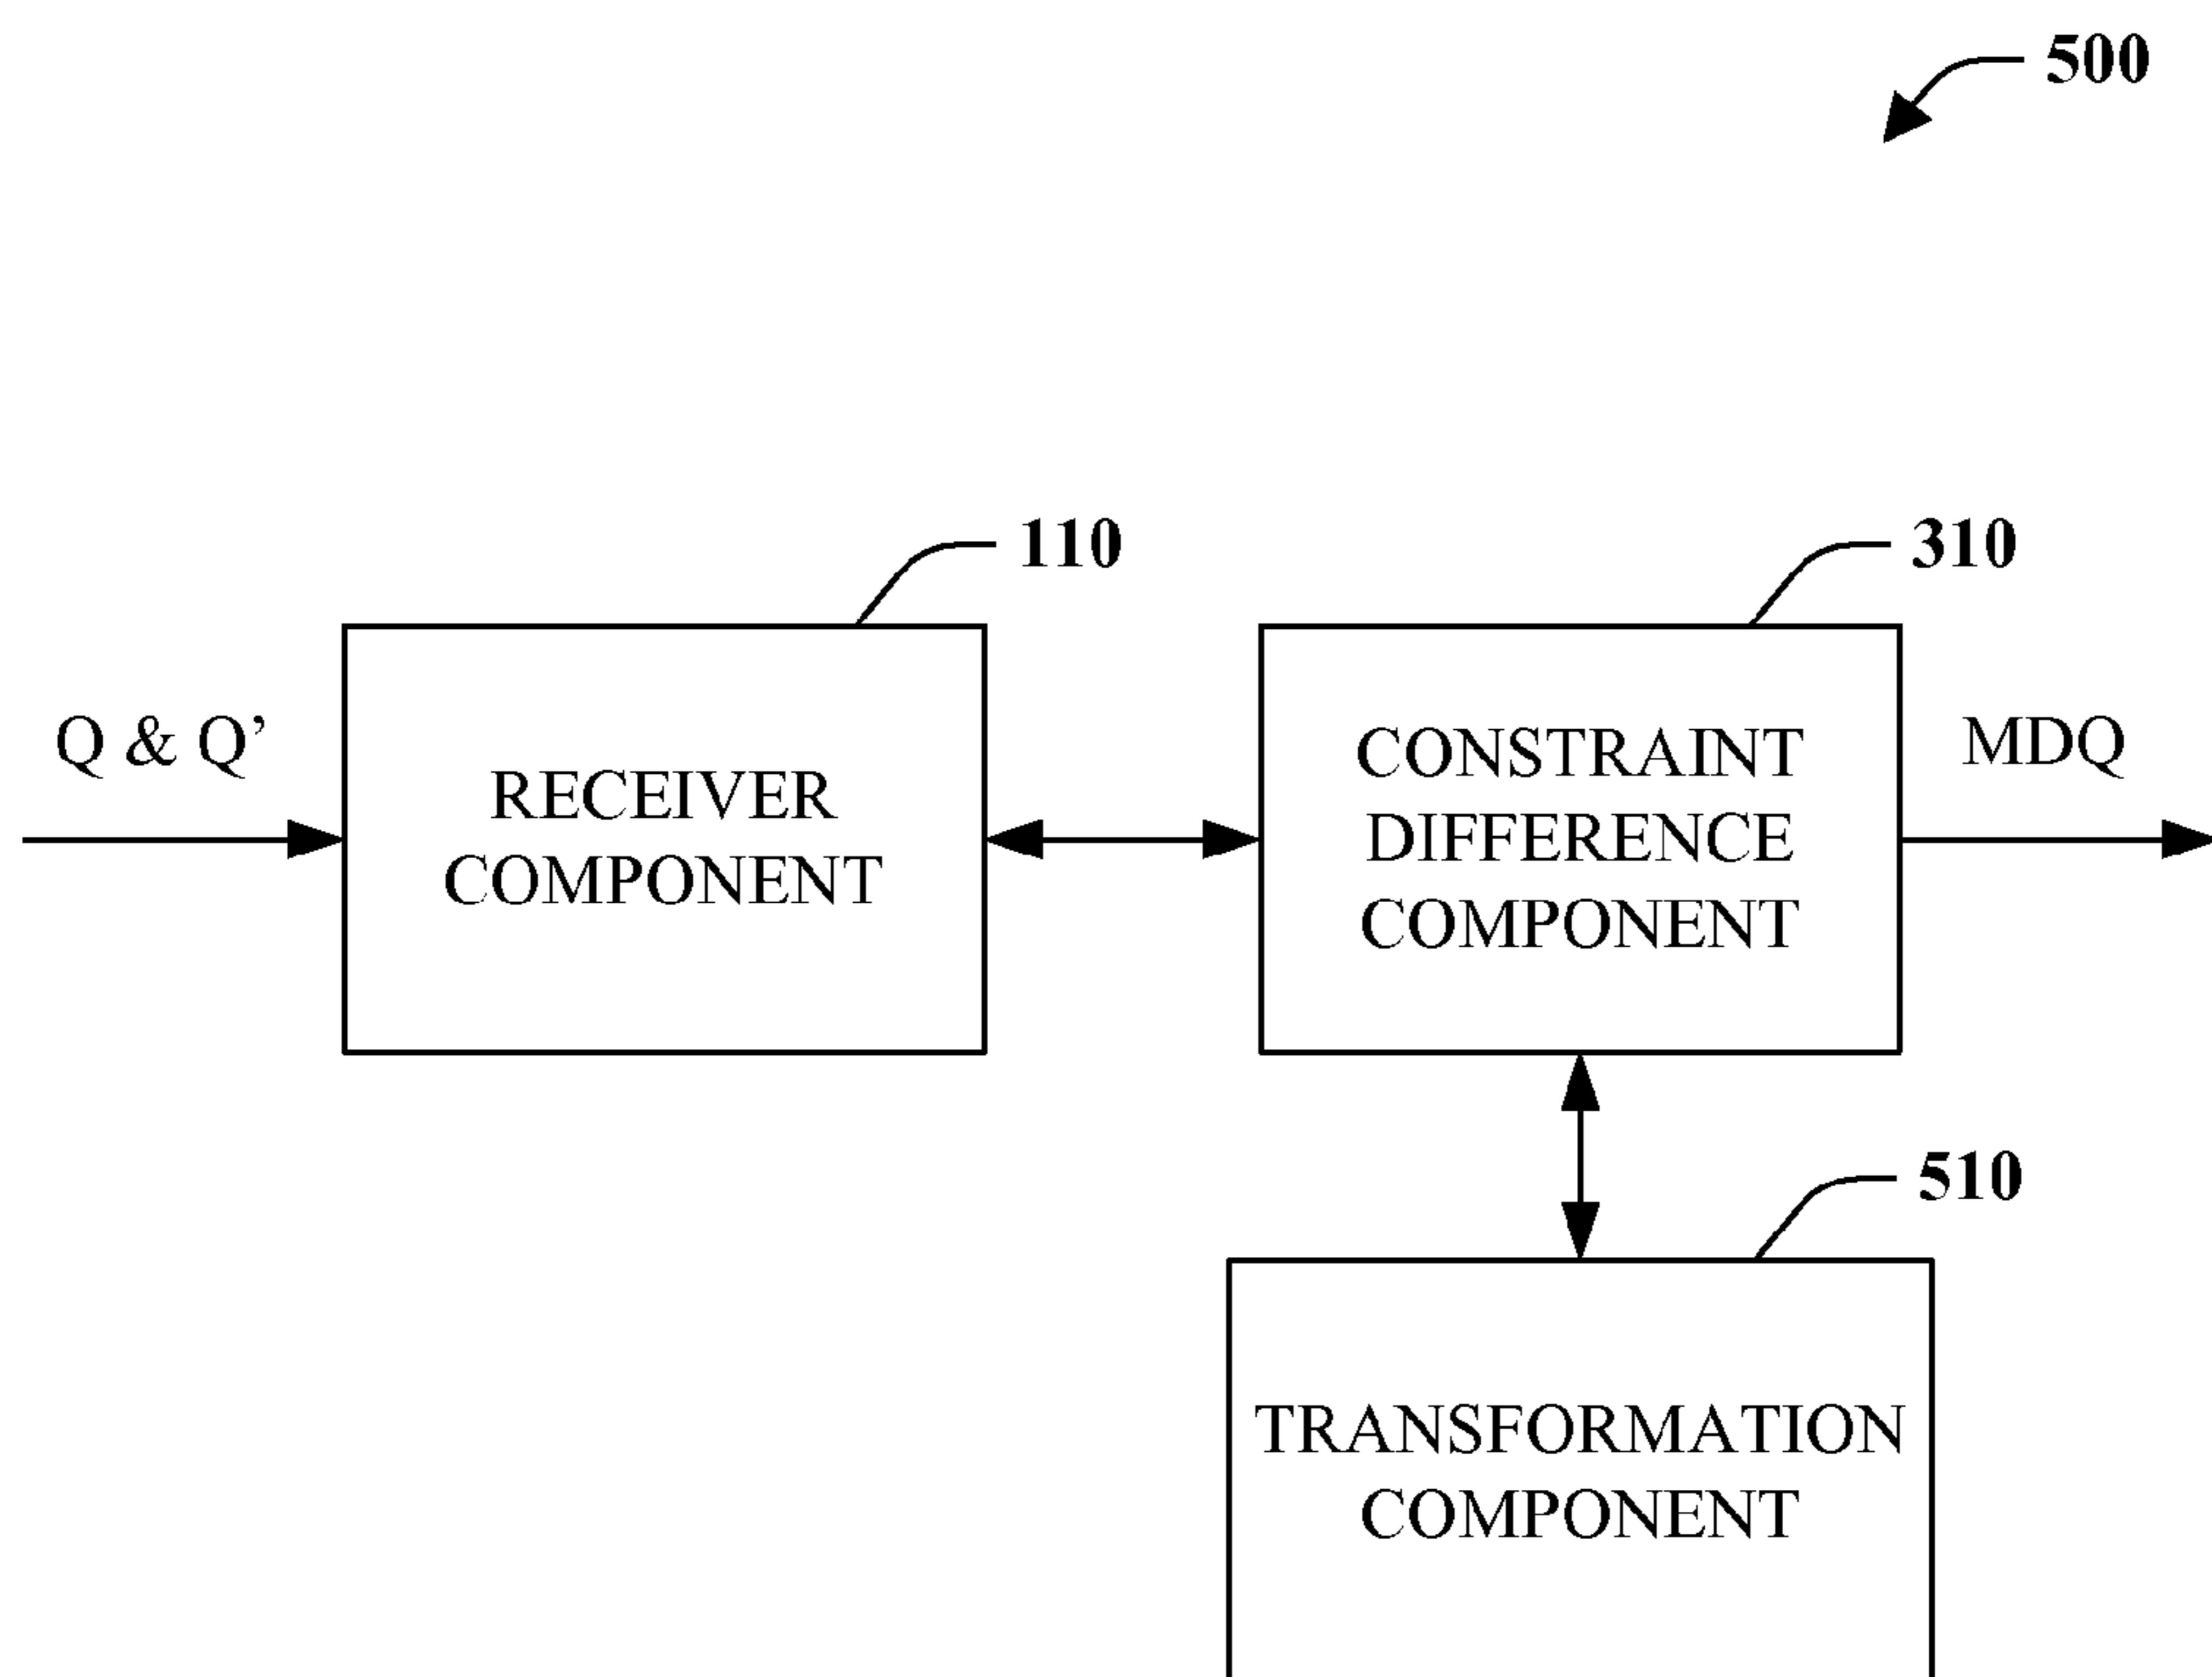 500
110
310
Q & Q’
RECEIVER
COMPONENT
CONSTRAINT
DIFFERENCE
COMPONENT
MDQ
510
TRANSFORMATION
COMPONENT